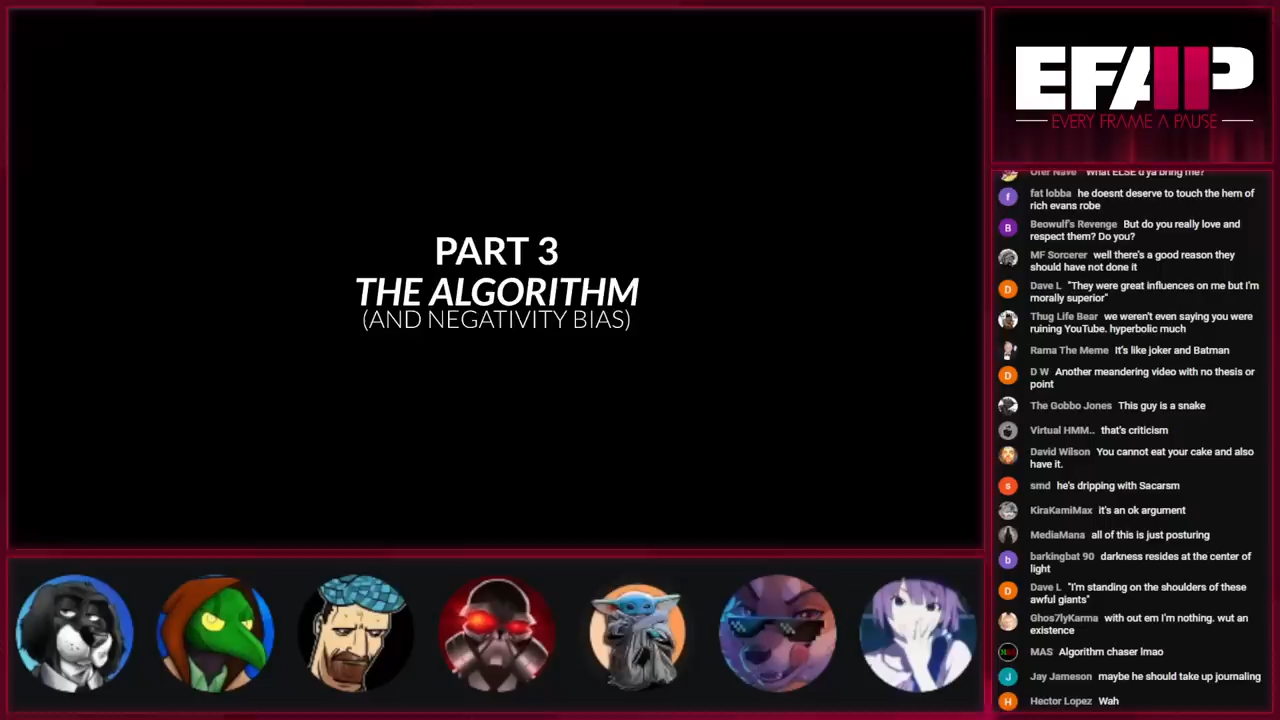 PART 3
THE ALGORITHM
(AND NEGATIVITY BIAS)
EFAP
EVERY FRAME A PAUSE
Ofer Nave What ELSE d'ya bring me?
fat lobba he doesnt deserve to touch the hem of
rich evans robe
Beowulf's Revenge But do you really love and
respect them? Do you?
MF Sorcerer well there's a good reason they
should have not done it
Dave L "They were great influences on me but I'm
morally superior"
Thug Life Bear we weren't even saying you were
ruining YouTube. hyperbolic much
Rama The Meme It's like joker and Batman
D W Another meandering video with no thesis or
point
The Gobbo Jones This guy is a snake
Virtual HMM.. that's criticism
David Wilson You cannot eat your cake and also
have it.
smd he's dripping with Sacarsm
KiraKamiMax it's an ok argument
MediaMana all of this is just posturing
barkingbat 90 darkness resides at the center of
light
Dave L "I'm standing on the shoulders of these
awful giants"
Ghos7lyKarma with out em I'm nothing. wut an
existence
MAS Algorithm chaser lmao
Jay Jameson maybe he should take up journaling
Hector Lopez Wah